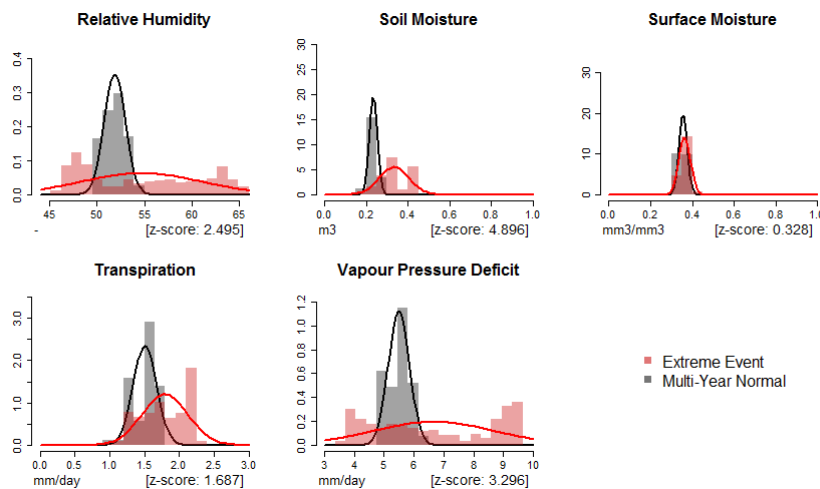 Relative Humidity
0.0 0.1 0.2 0.3 0.4
45 50 55 60 65
- [z-score: 2.495]
Soil Moisture
0 5 10 15 20 25 30
0.0 0.2 0.4 0.6 0.8 1.0
m3 [z-score: 4.896]
Surface Moisture
0 10 20 30
0.0 0.2 0.4 0.6 0.8 1.0
mm3/mm3 [z-score: 0.328]
Transpiration
0.0 1.0 2.0 3.0
0.0 0.5 1.0 1.5 2.0 2.5 3.0
mm/day [z-score: 1.687]
Vapour Pressure Deficit
0.0 0.2 0.4 0.6 0.8 1.0 1.2
3 4 5 6 7 8 9 10
mm/day [z-score: 3.296]
Extreme Event
Multi-Year Normal